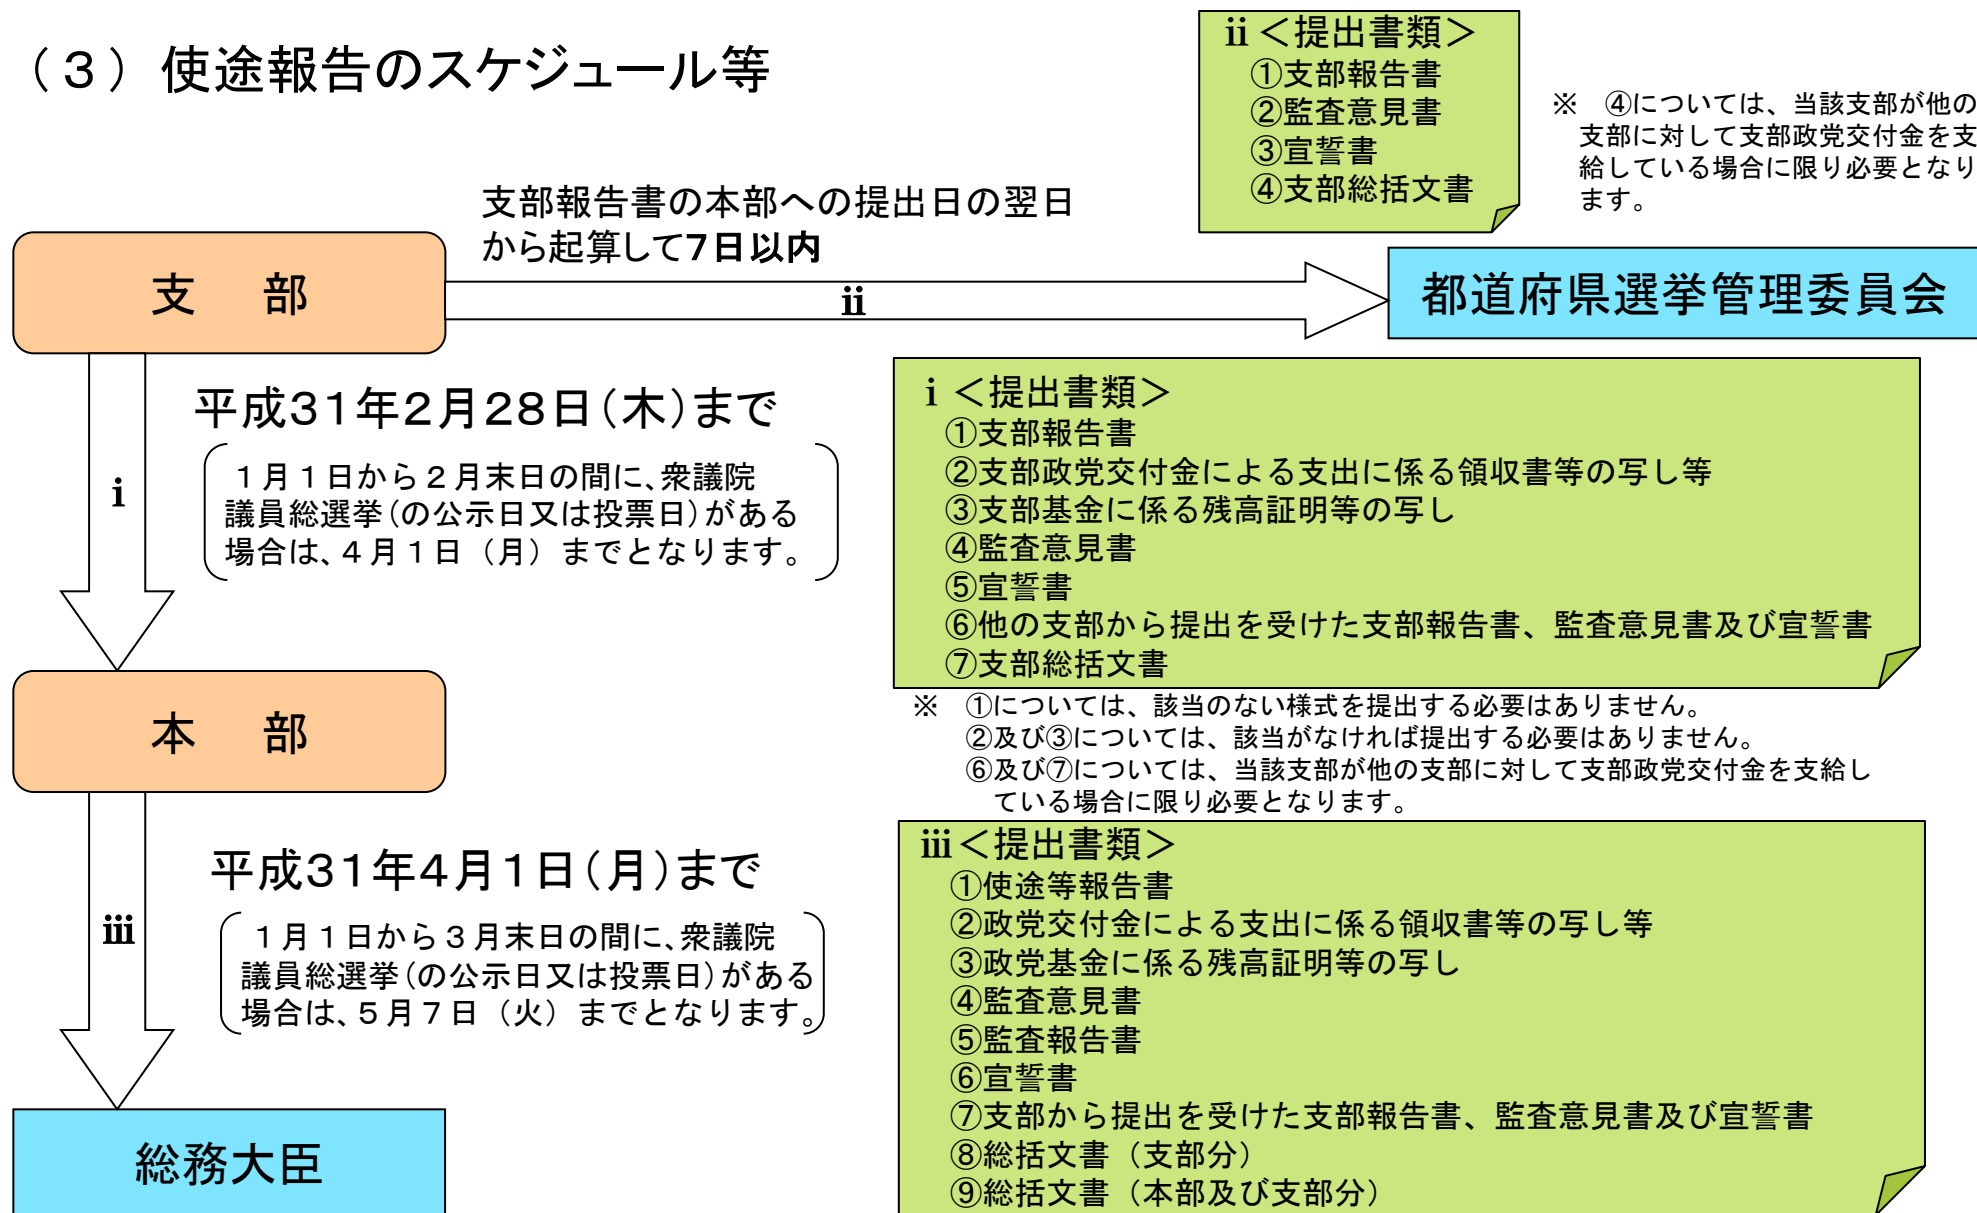 （３）使途報告のスケジュール等
ⅱ＜提出書類＞
①支部報告書
②監査意見書
③宣誓書
④支部総括文書
※　④については、当該支部が他の
支部に対して支部政党交付金を支
給している場合に限り必要となり
ます。
支部報告書の本部への提出日の翌日
から起算して7日以内
支　部
ⅱ
都道府県選挙管理委員会
ⅰ
平成３１年２月２８日（木）まで
１月１日から２月末日の間に、衆議院
議員総選挙（の公示日又は投票日）がある
場合は、４月１日（月）までとなります。
ⅰ＜提出書類＞
①支部報告書
②支部政党交付金による支出に係る領収書等の写し等
③支部基金に係る残高証明等の写し
④監査意見書
⑤宣誓書
⑥他の支部から提出を受けた支部報告書、監査意見書及び宣誓書
⑦支部総括文書
※　①については、該当のない様式を提出する必要はありません。
②及び③については、該当がなければ提出する必要はありません。
⑥及び⑦については、当該支部が他の支部に対して支部政党交付金を支給し
ている場合に限り必要となります。
本　部
ⅲ
平成３１年４月１日（月）まで
１月１日から３月末日の間に、衆議院
議員総選挙（の公示日又は投票日）がある
場合は、５月７日（火）までとなります。
ⅲ＜提出書類＞
①使途等報告書
②政党交付金による支出に係る領収書等の写し等
③政党基金に係る残高証明等の写し
④監査意見書
⑤監査報告書
⑥宣誓書
⑦支部から提出を受けた支部報告書、監査意見書及び宣誓書
⑧総括文書（支部分）
⑨総括文書（本部及び支部分）
総務大臣